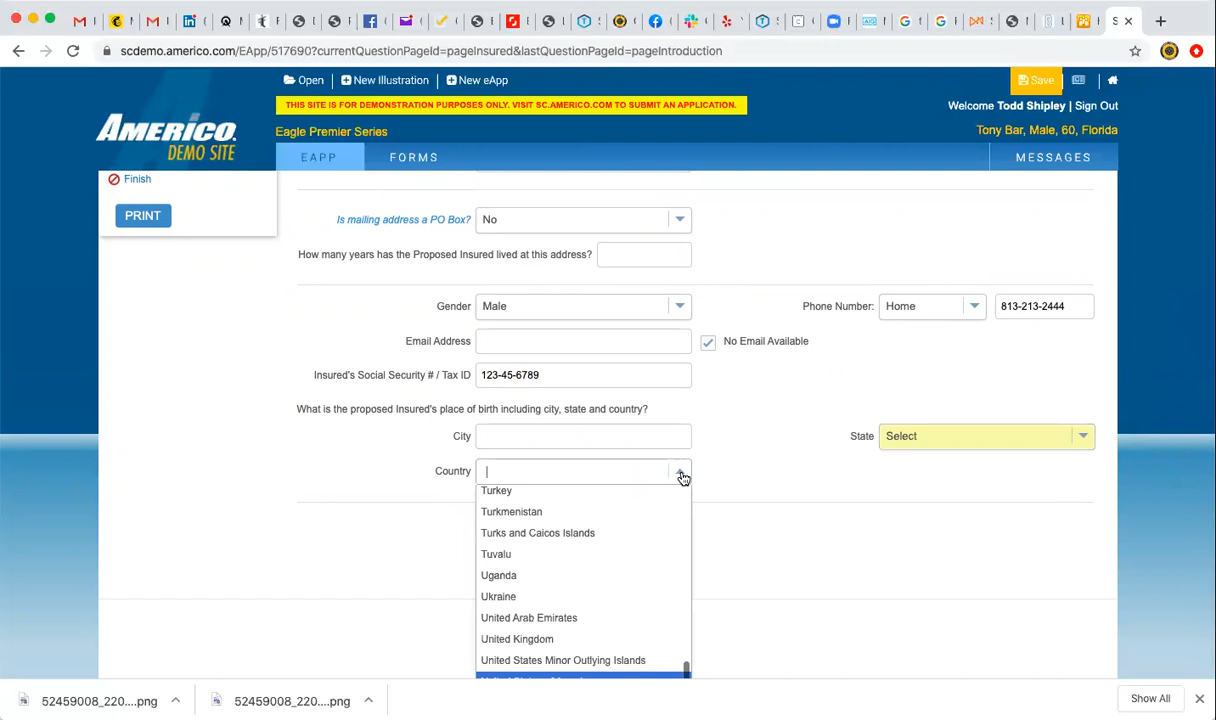 scdemo.americo.com/EApp/517690?currentQuestionPageId=pageInsured&lastQuestionPageId=pageIntroduction
Open New Illustration New eApp Save
THIS SITE IS FOR DEMONSTRATION PURPOSES ONLY. VISIT SC.AMERICO.COM TO SUBMIT AN APPLICATION.
Welcome Todd Shipley | Sign Out
AMERICO
DEMO SITE
Eagle Premier Series
Tony Bar, Male, 60, Florida
EAPP FORMS MESSAGES
Finish
PRINT
Is mailing address a PO Box? No
How many years has the Proposed Insured lived at this address?
Gender Male Phone Number: Home 813-213-2444
Email Address No Email Available
Insured's Social Security # / Tax ID 123-45-6789
What is the proposed Insured's place of birth including city, state and country?
City State Select
Country
Turkey
Turkmenistan
Turks and Caicos Islands
Tuvalu
Uganda
Ukraine
United Arab Emirates
United Kingdom
United States Minor Outlying Islands
52459008_220....png 52459008_220....png Show All